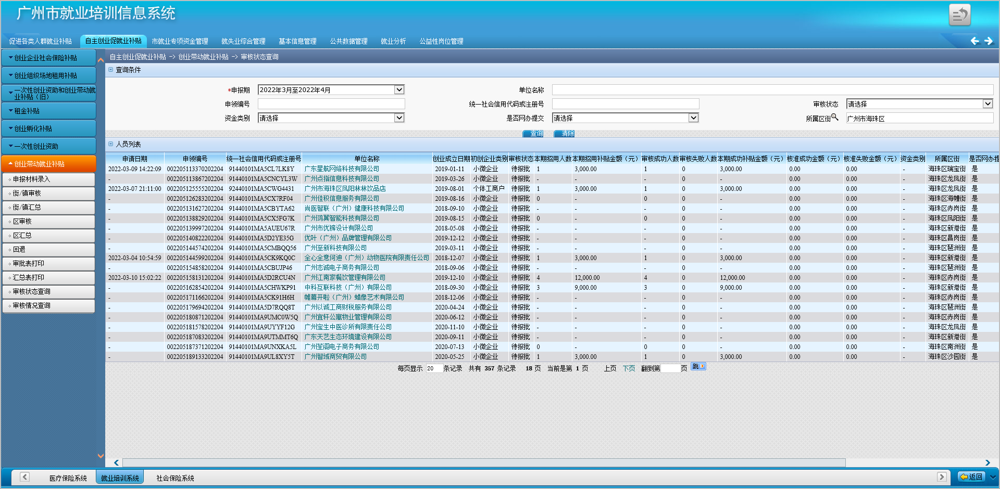 广州市就业培训信息系统
促进各类人群就业补贴 自主创业促就业补贴 市就业专项资金管理 就失业综合管理 基本信息管理 公共数据管理 就业分析 公益性岗位管理
创业企业社会保险补贴
创业组织场地租用补贴
一次性创业资助和创业带动就业补贴（旧）
租金补贴
创业孵化补贴
一次性创业资助
创业带动就业补贴
申报材料录入
街/镇审核
街/镇汇总
区审核
区汇总
回退
审批表打印
汇总表打印
审核状态查询
审核情况查询
自主创业促就业补贴 -> 创业带动就业补贴 -> 审核状态查询
查询条件
*申报期 2022年3月至2022年4月 单位名称
申领编号 统一社会信用代码或注册号 审核状态 请选择
资金类别 请选择 是否网办提交 请选择 所属区街 广州市海珠区
查询 清除
人员列表
申请日期 申领编号 统一社会信用代码或注册号 单位名称 创业成立日期 初创企业类别 审核状态 本期招用人数 本期招用补贴金额（元） 审核成功人数 审核失败人数 本期成功补贴金额（元） 核准成功金额（元） 核准失败金额（元） 资金类别 所属区街 是否网办提
2022-03-09 14:22:09 002205113370202204 91440101MA5CL7LK8Y 广东星航网络科技有限公司 2019-01-11 小微企业 待报批 1 3,000.00 1 0 3,000.00 0.00 0.00 - 海珠区瑞宝街 是
- 002205113867202204 91440101MA5CNCYL3W 广州点指信息科技有限公司 2019-03-26 小微企业 待报批 - - - - - 0.00 0.00 - 海珠区龙凤街 是
2022-03-07 21:11:00 002205125555202204 92440101MA5CWG4431 广州市海珠区凤阳林林饮品店 2019-08-01 个体工商户 待报批 1 3,000.00 1 0 3,000.00 0.00 0.00 - 海珠区龙凤街 是
- 002205126283202204 91440101MA5CX7RF04 广州佳积信息服务有限公司 2019-08-16 小微企业 待报批 0 - 0 0 - 0.00 0.00 - 海珠区海幢街 是
- 002205131627202204 91440101MA5CBYTA62 尚医智联（广州）健康科技有限公司 2018-09-10 小微企业 待报批 - - - - - 0.00 0.00 - 海珠区赤岗街 是
- 002205138829202204 91440101MA5CX5FG7K 广州鸿翼智能科技有限公司 2019-08-15 小微企业 待报批 0 - 0 0 - 0.00 0.00 - 海珠区凤阳街 是
- 002205139997202204 91440101MA5AUEU67R 广州市优裤设计有限公司 2018-05-08 小微企业 待报批 - - - - - 0.00 0.00 - 海珠区新港街 是
- 002205140822202204 91440101MA5D2YE35G 优叶（广州）品牌管理有限公司 2019-12-12 小微企业 待报批 - - - - - 0.00 0.00 - 海珠区昌岗街 是
- 002205144574202204 91440101MA5CMBQQ56 广州至新科技有限公司 2019-03-11 小微企业 待报批 - - - - - 0.00 0.00 - 海珠区琶洲街 是
2022-03-04 10:54:59 002205144599202204 91440101MA5CK9KQ0C 全心全意何迪（广州）动物医院有限责任公司 2018-12-07 小微企业 待报批 1 3,000.00 1 0 3,000.00 0.00 0.00 - 海珠区新港街 是
- 002205154858202204 91440101MA5CBUJP46 广州志诚电子商务有限公司 2018-09-06 小微企业 待报批 - - - - - 0.00 0.00 - 海珠区琶洲街 是
2022-03-10 15:02:22 002205158131202204 91440101MA5D2RCU4N 广州江南家餐饮管理有限公司 2019-12-10 小微企业 待报批 4 12,000.00 4 0 12,000.00 0.00 0.00 - 海珠区赤岗街 是
- 002205162854202204 91440101MA5CHWKP91 中科互联科技（广州）有限公司 2018-09-30 小微企业 待报批 3 9,000.00 3 0 9,000.00 0.00 0.00 - 海珠区新港街 是
- 002205171166202204 91440101MA5CK91H6H 帷幕开啦（广州）蜡像艺术有限公司 2018-12-06 小微企业 待报批 - - - - - 0.00 0.00 - 海珠区赤岗街 是
- 002205179694202204 91440101MA5D7RQQ8T 广州以诚工商财税服务有限公司 2020-04-24 小微企业 待报批 - - - - - 0.00 0.00 - 海珠区琶洲街 是
- 002205180871202204 91440101MA9UMC0W5Q 广州宜轩公寓物业管理有限公司 2020-06-12 小微企业 待报批 - - - 0 - 0.00 0.00 - 海珠区赤岗街 是
- 002205181578202204 91440101MA9UYYF12G 广州宝生中医诊所有限责任公司 2020-11-10 小微企业 待报批 - - - 0 - 0.00 0.00 - 海珠区龙凤街 是
- 002205187083202204 91440101MA9UTMMT6Q 广东天艺生态环境建设有限公司 2020-09-11 小微企业 待报批 - - - - - 0.00 0.00 - 海珠区新港街 是
- 002205187371202204 91440101MA9UNXKA5L 广州笙阁电子商务有限公司 2020-07-13 小微企业 待报批 0 - 0 0 - 0.00 0.00 - 海珠区南洲街 是
- 002205189133202204 91440101MA9UL8XY5T 广州智域商贸有限公司 2020-05-25 小微企业 待报批 1 3,000.00 1 0 3,000.00 0.00 0.00 - 海珠区沙园街 是
每页显示 20 条记录 共有 357 条记录 18 页 当前是第 1 页 上页 下页 翻到第 页 跳
医疗保险系统 就业培训系统 社会保险系统 返回